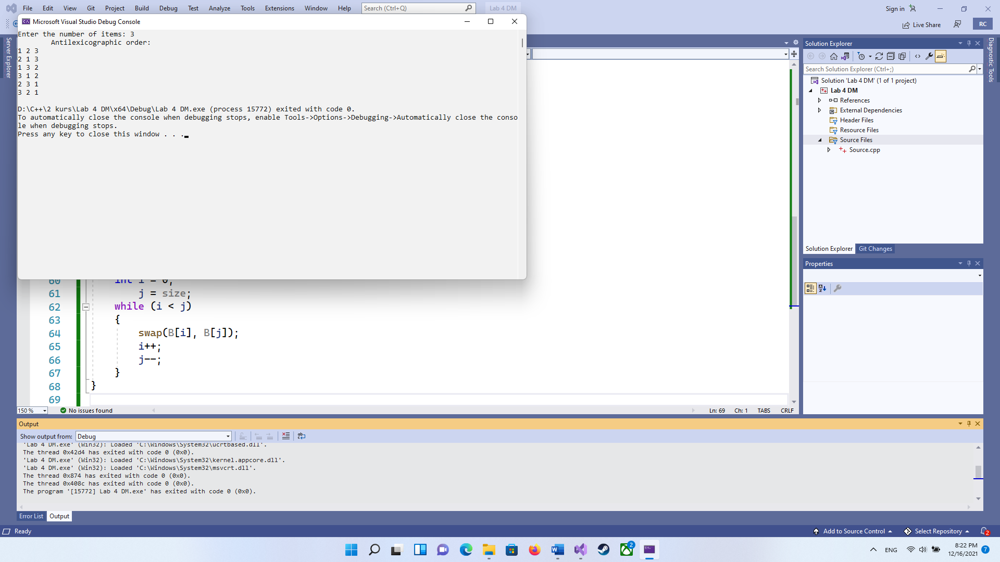 File Edit View Git Project Build Debug Test Analyze Tools Extensions Window Help Search (Ctrl+Q) Lab 4 DM Sign in
Live Share RC
Microsoft Visual Studio Debug Console
Enter the number of items: 3
Antilexicographic order:
1 2 3
2 1 3
1 3 2
3 1 2
2 3 1
3 2 1
D:\C++\2 kurs\Lab 4 DM\x64\Debug\Lab 4 DM.exe (process 15772) exited with code 0.
To automatically close the console when debugging stops, enable Tools->Options->Debugging->Automatically close the conso
le when debugging stops.
Press any key to close this window . . .
Server Explorer
60 int i = 0,
61 j = size;
62 while (i < j)
63 {
64 swap(B[i], B[j]);
65 i++;
66 j--;
67 }
68 }
69
150 % No issues found Ln: 69 Ch: 1 TABS CRLF
Solution Explorer
Search Solution Explorer (Ctrl+;)
Solution 'Lab 4 DM' (1 of 1 project)
Lab 4 DM
References
External Dependencies
Header Files
Resource Files
Source Files
Source.cpp
Solution Explorer Git Changes
Properties
Diagnostic Tools
Output
Show output from: Debug
'Lab 4 DM.exe' (Win32): Loaded 'C:\Windows\System32\ucrtbased.dll'.
The thread 0x42d4 has exited with code 0 (0x0).
'Lab 4 DM.exe' (Win32): Loaded 'C:\Windows\System32\kernel.appcore.dll'.
'Lab 4 DM.exe' (Win32): Loaded 'C:\Windows\System32\msvcrt.dll'.
The thread 0x874 has exited with code 0 (0x0).
The thread 0x408c has exited with code 0 (0x0).
The program '[15772] Lab 4 DM.exe' has exited with code 0 (0x0).
Error List Output
Ready Add to Source Control Select Repository 2
2 ENG 8:22 PM 7
12/16/2021